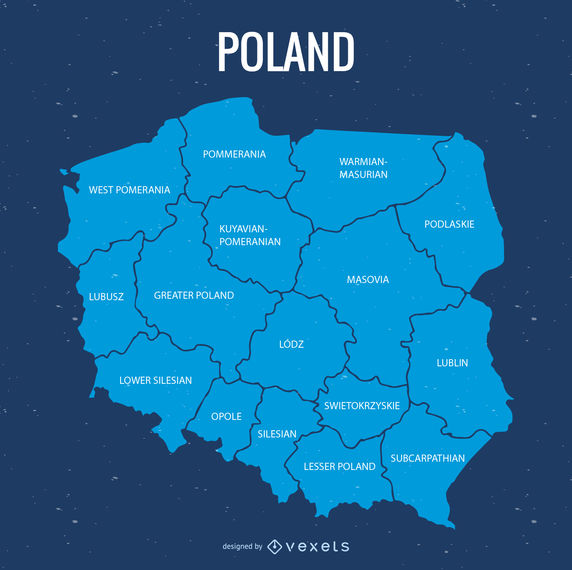 POLAND
POMMERANIA
WARMIAN-
MASURIAN
WEST POMERANIA
PODLASKIE
KUYAVIAN-
POMERANIAN
MASOVIA
LUBUSZ
GREATER POLAND
LÓDZ
LUBLIN
LOWER SILESIAN
SWIETOKRZYSKIE
OPOLE
SILESIAN
SUBCARPATHIAN
LESSER POLAND
designed by vexels